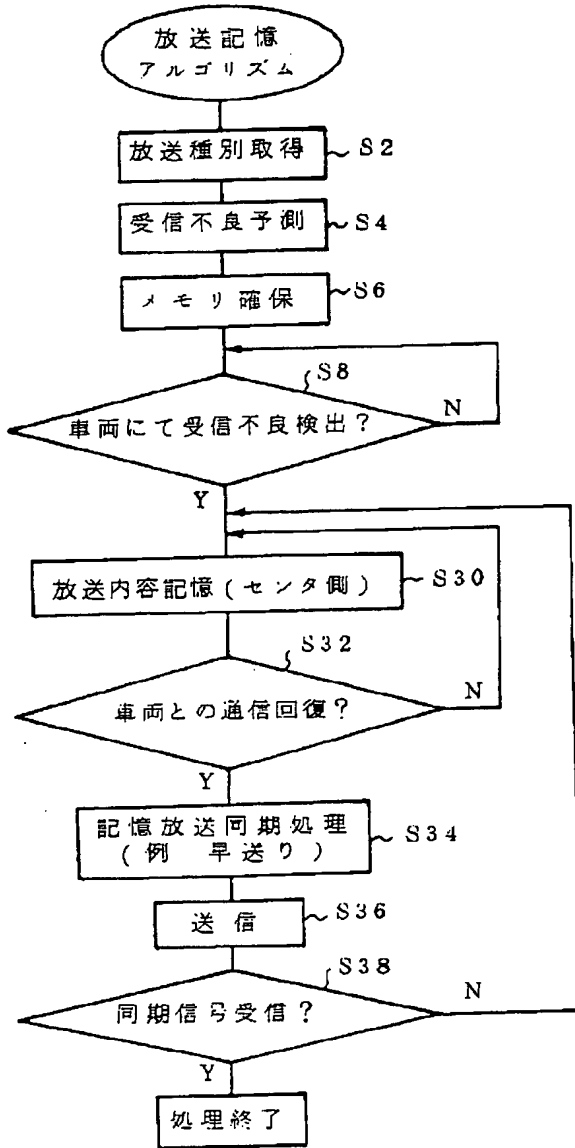 放送記憶
アルゴリズム
放送種別取得
S2
受信不良予測
S4
メモリ確保
S6
S8
車両にて受信不良検出?
N
Y
放送内容記憶(センタ側)
S30
S32
車両との通信回復?
N
Y
記憶放送同期処理
(例 早送り)
S34
送信
S36
S38
同期信号受信?
N
Y
処理終了